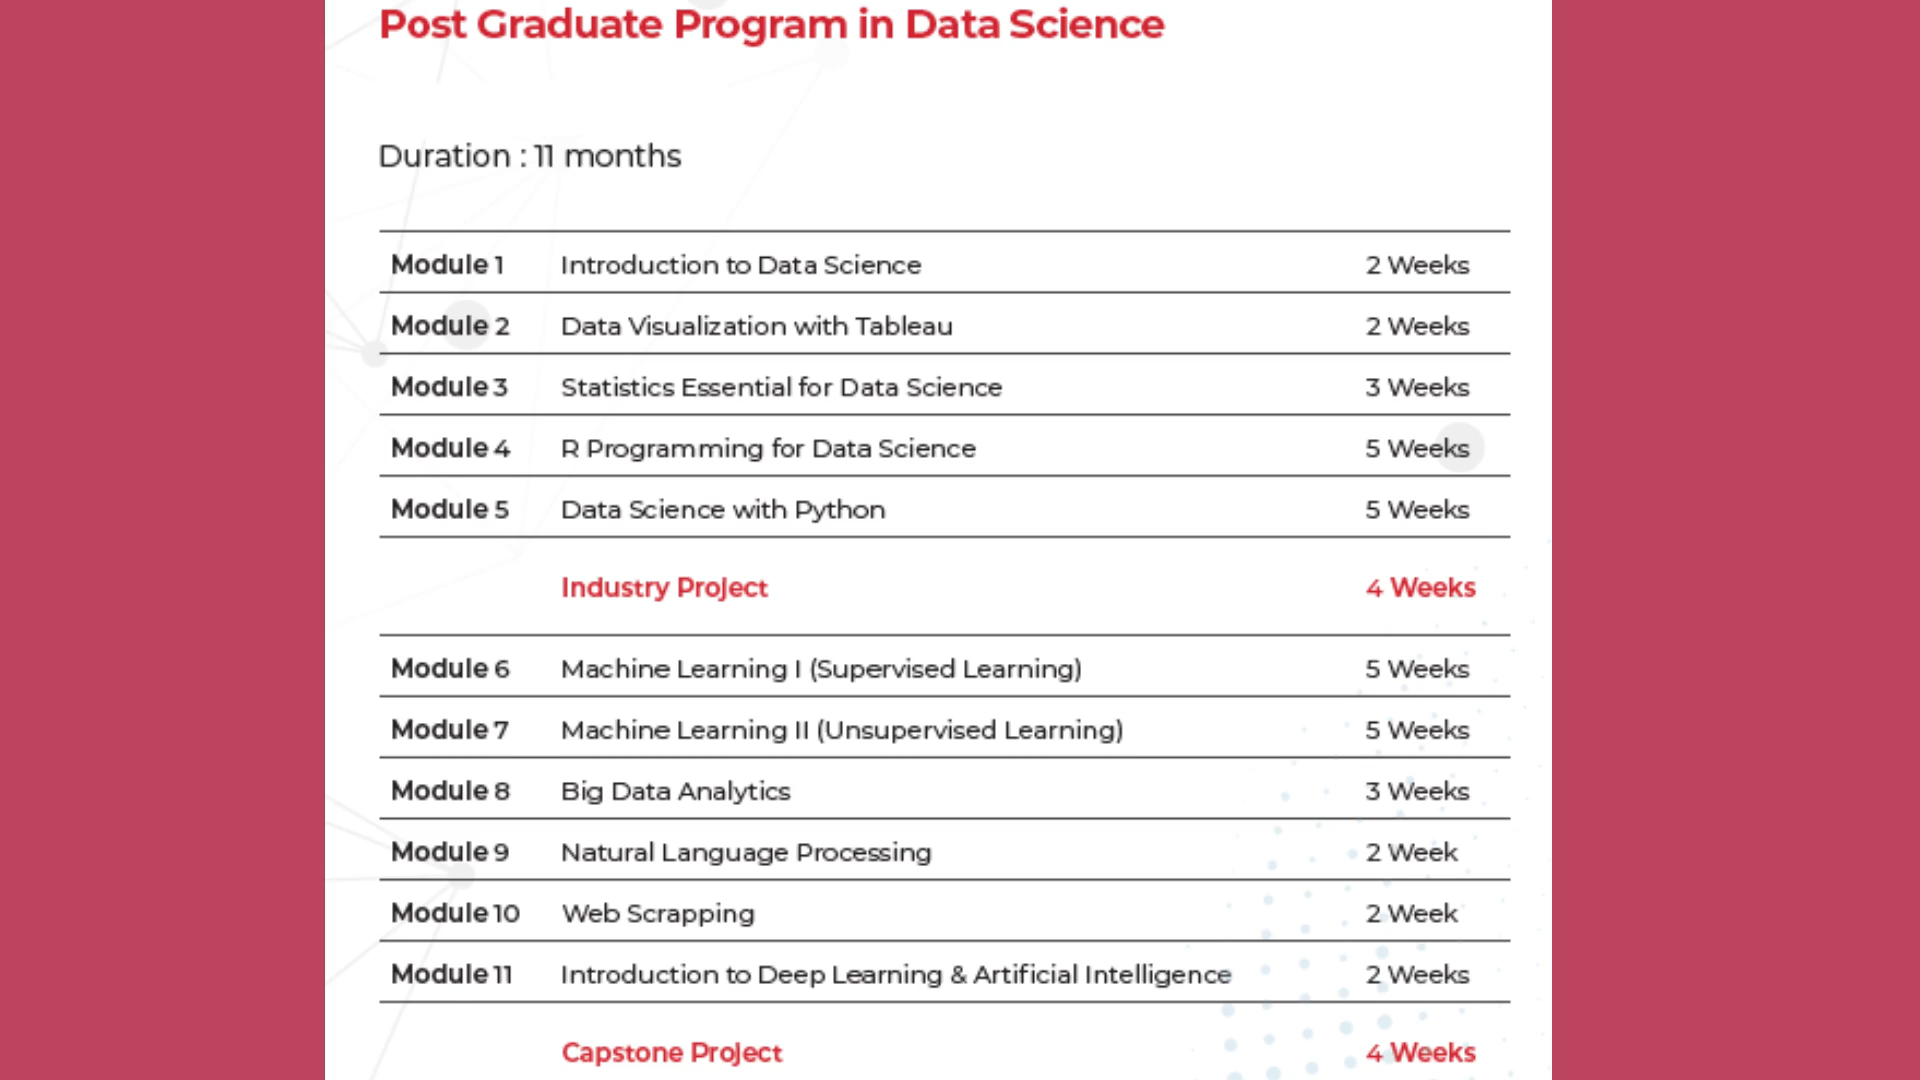 Post Graduate Program in Data Science
Duration : 11 months
Module 1 Introduction to Data Science 2 Weeks
Module 2 Data Visualization with Tableau 2 Weeks
Module 3 Statistics Essential for Data Science 3 Weeks
Module 4 R Programming for Data Science 5 Weeks
Module 5 Data Science with Python 5 Weeks
Industry Project 4 Weeks
Module 6 Machine Learning I (Supervised Learning) 5 Weeks
Module 7 Machine Learning II (Unsupervised Learning) 5 Weeks
Module 8 Big Data Analytics 3 Weeks
Module 9 Natural Language Processing 2 Week
Module 10 Web Scrapping 2 Week
Module 11 Introduction to Deep Learning & Artificial Intelligence 2 Weeks
Capstone Project 4 Weeks